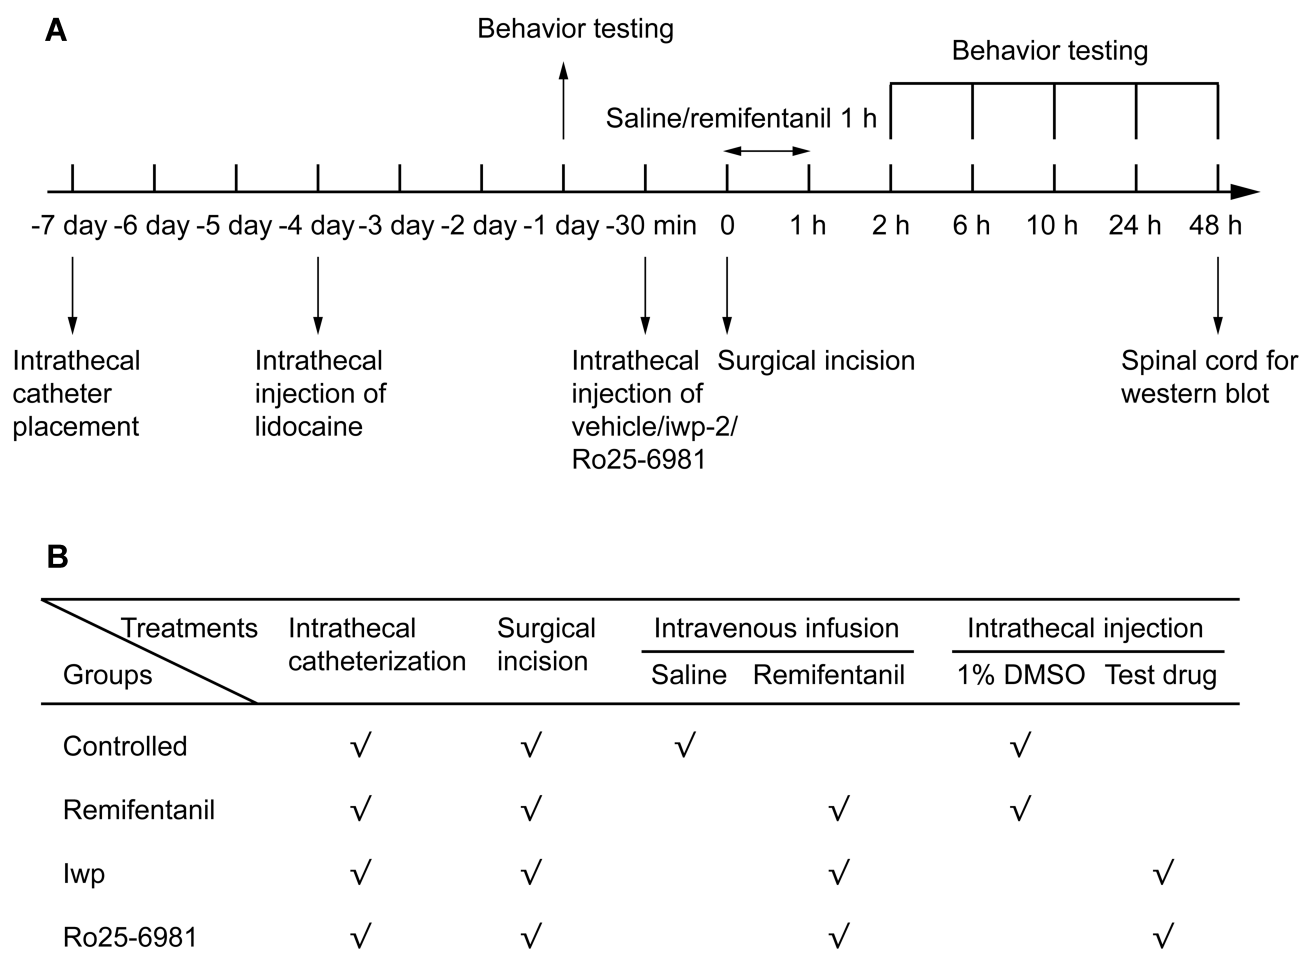 A
Behavior testing
Behavior testing
Saline/remifentanil 1 h
-7 day -6 day -5 day -4 day -3 day -2 day -1 day -30 min 0 1 h 2 h 6 h 10 h 24 h 48 h
Intrathecal
catheter
placement
Intrathecal
injection of
lidocaine
Intrathecal
injection of
vehicle/iwp-2/
Ro25-6981
Surgical incision
Spinal cord for
western blot
B
Treatments
Groups
Intrathecal
catheterization
Surgical
incision
Intravenous infusion
Saline Remifentanil
Intrathecal injection
1% DMSO Test drug
Controlled √ √ √ √
Remifentanil √ √ √ √
Iwp √ √ √ √
Ro25-6981 √ √ √ √